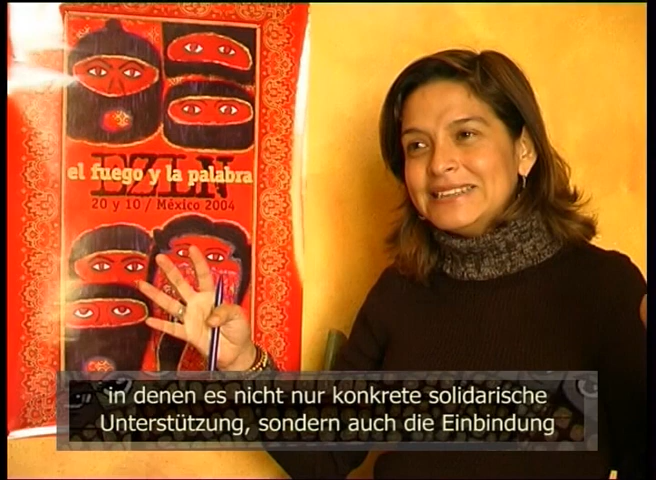 EZLN
el fuego y la palabra
20 y 10 / México 2004
in denen es nicht nur konkrete solidarische
Unterstützung, sondern auch die Einbindung